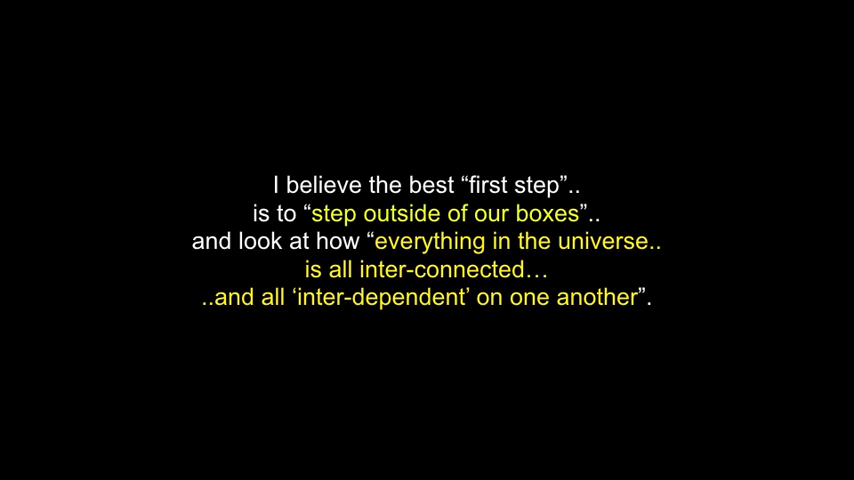 I believe the best “first step”..
is to “step outside of our boxes”..
and look at how “everything in the universe..
is all inter-connected…
..and all ‘inter-dependent’ on one another”.